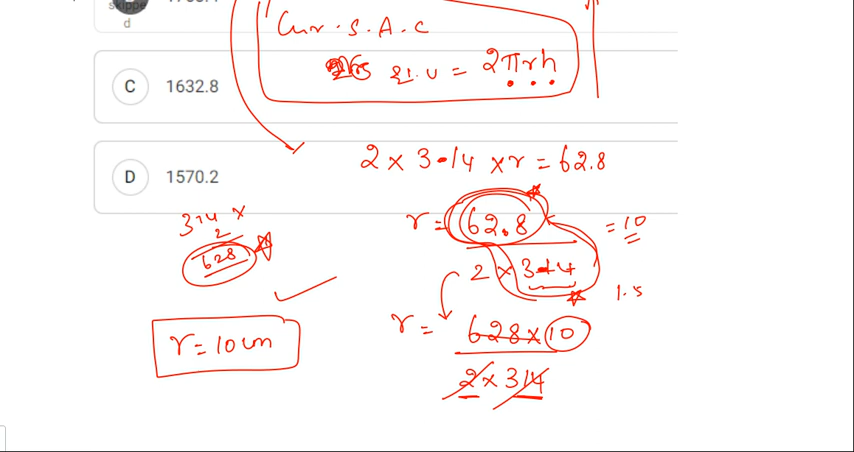 skippe
d
Cur. S. A. C
= 2πrh
C 1632.8
2 × 3.14 × r = 62.8
D 1570.2
314 ×
2
628
r = 62.8 = 10
2 × 3.14
1.5
r = 628 × 10
2 × 314
r = 10 cm